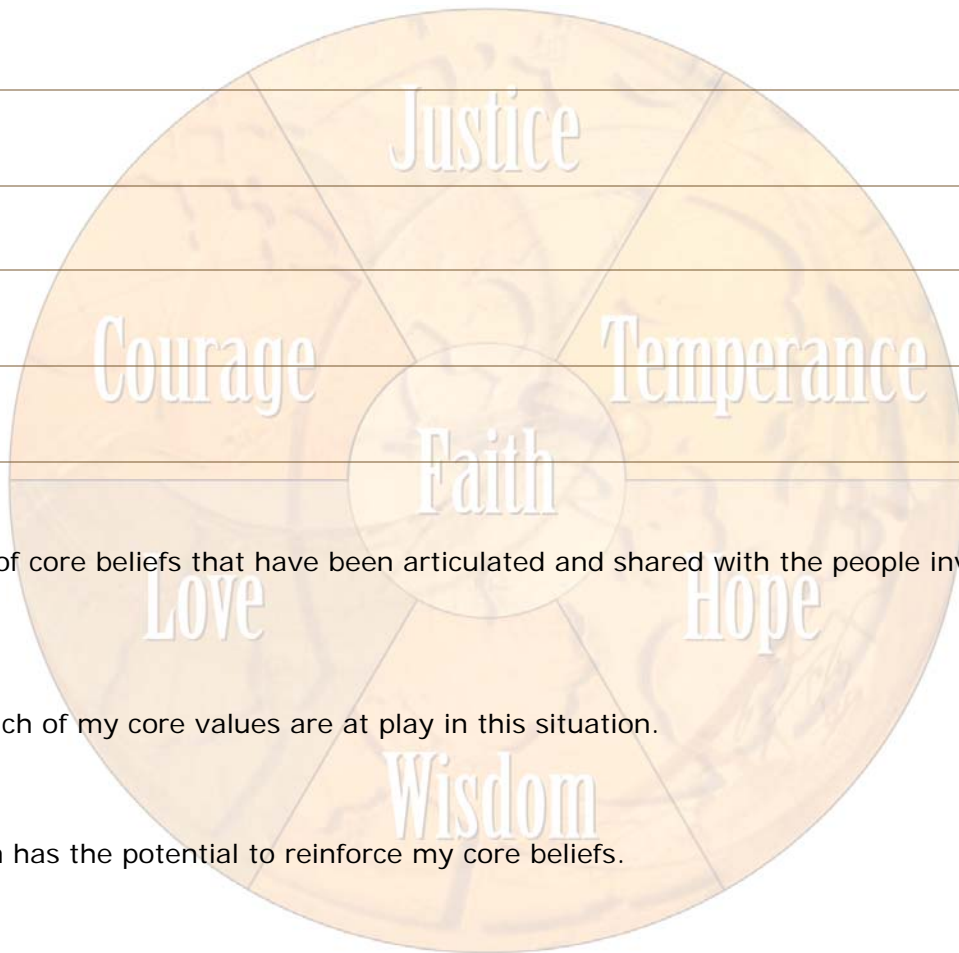 Justice
Courage Temperance
Faith
of core beliefs that have been articulated and shared with the people inv
Love Hope
ch of my core values are at play in this situation.
Wisdom
has the potential to reinforce my core beliefs.